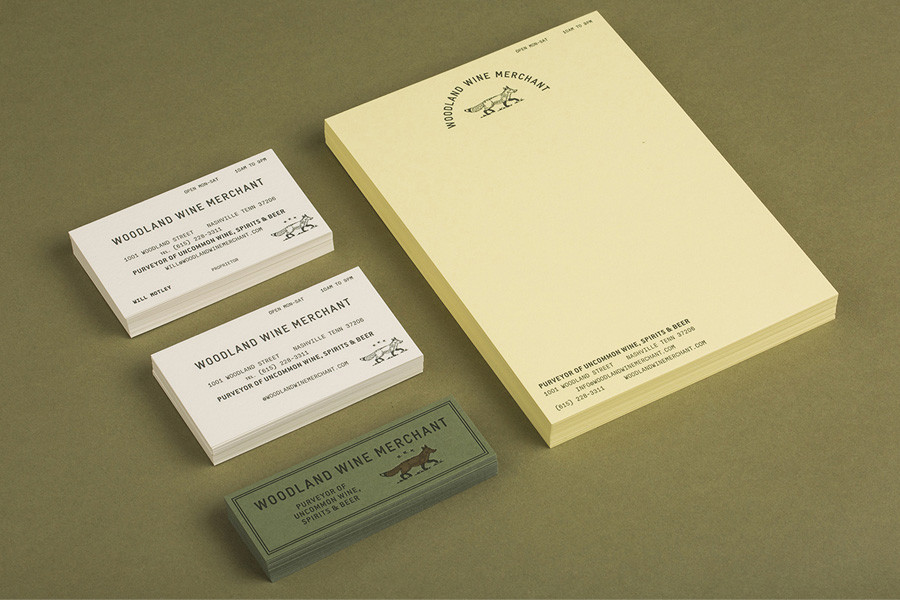 OPEN MON-SAT 10AM TO 9PM
WOODLAND WINE MERCHANT
1001 WOODLAND STREET NASHVILLE TENN 37206
TEL. (615) 228-3311
PURVEYOR OF UNCOMMON WINE, SPIRITS & BEER
WILL@WOODLANDWINEMERCHANT.COM
PROPRIETOR
WILL MOTLEY
OPEN MON-SAT 10AM TO 9PM
WOODLAND WINE MERCHANT
1001 WOODLAND STREET NASHVILLE TENN 37206
TEL. (615) 228-3311
PURVEYOR OF UNCOMMON WINE, SPIRITS & BEER
@WOODLANDWINEMERCHANT.COM
WOODLAND WINE MERCHANT
PURVEYOR OF
UNCOMMON WINE,
SPIRITS & BEER
OPEN MON-SAT 10AM TO 9PM
WOODLAND WINE MERCHANT
PURVEYOR OF UNCOMMON WINE, SPIRITS & BEER
1001 WOODLAND STREET NASHVILLE TENN 37206
INFO@WOODLANDWINEMERCHANT.COM
(615) 228-3311 WOODLANDWINEMERCHANT.COM